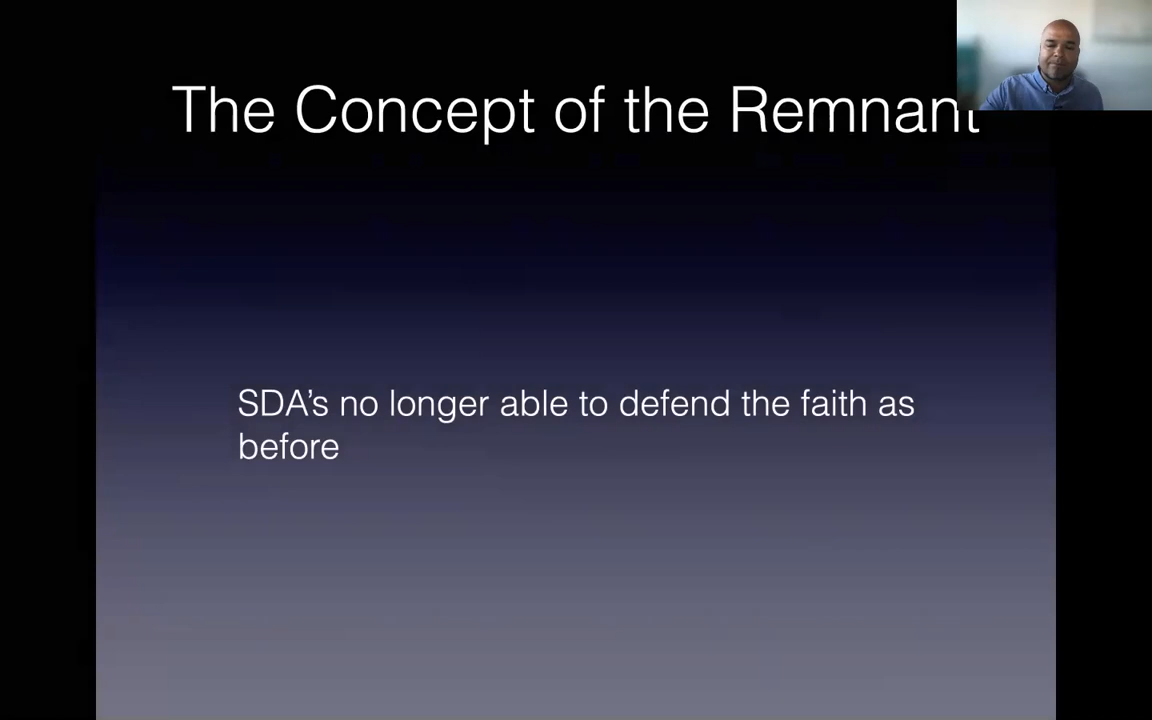 The Concept of the Remnant
SDA's no longer able to defend the faith as
before